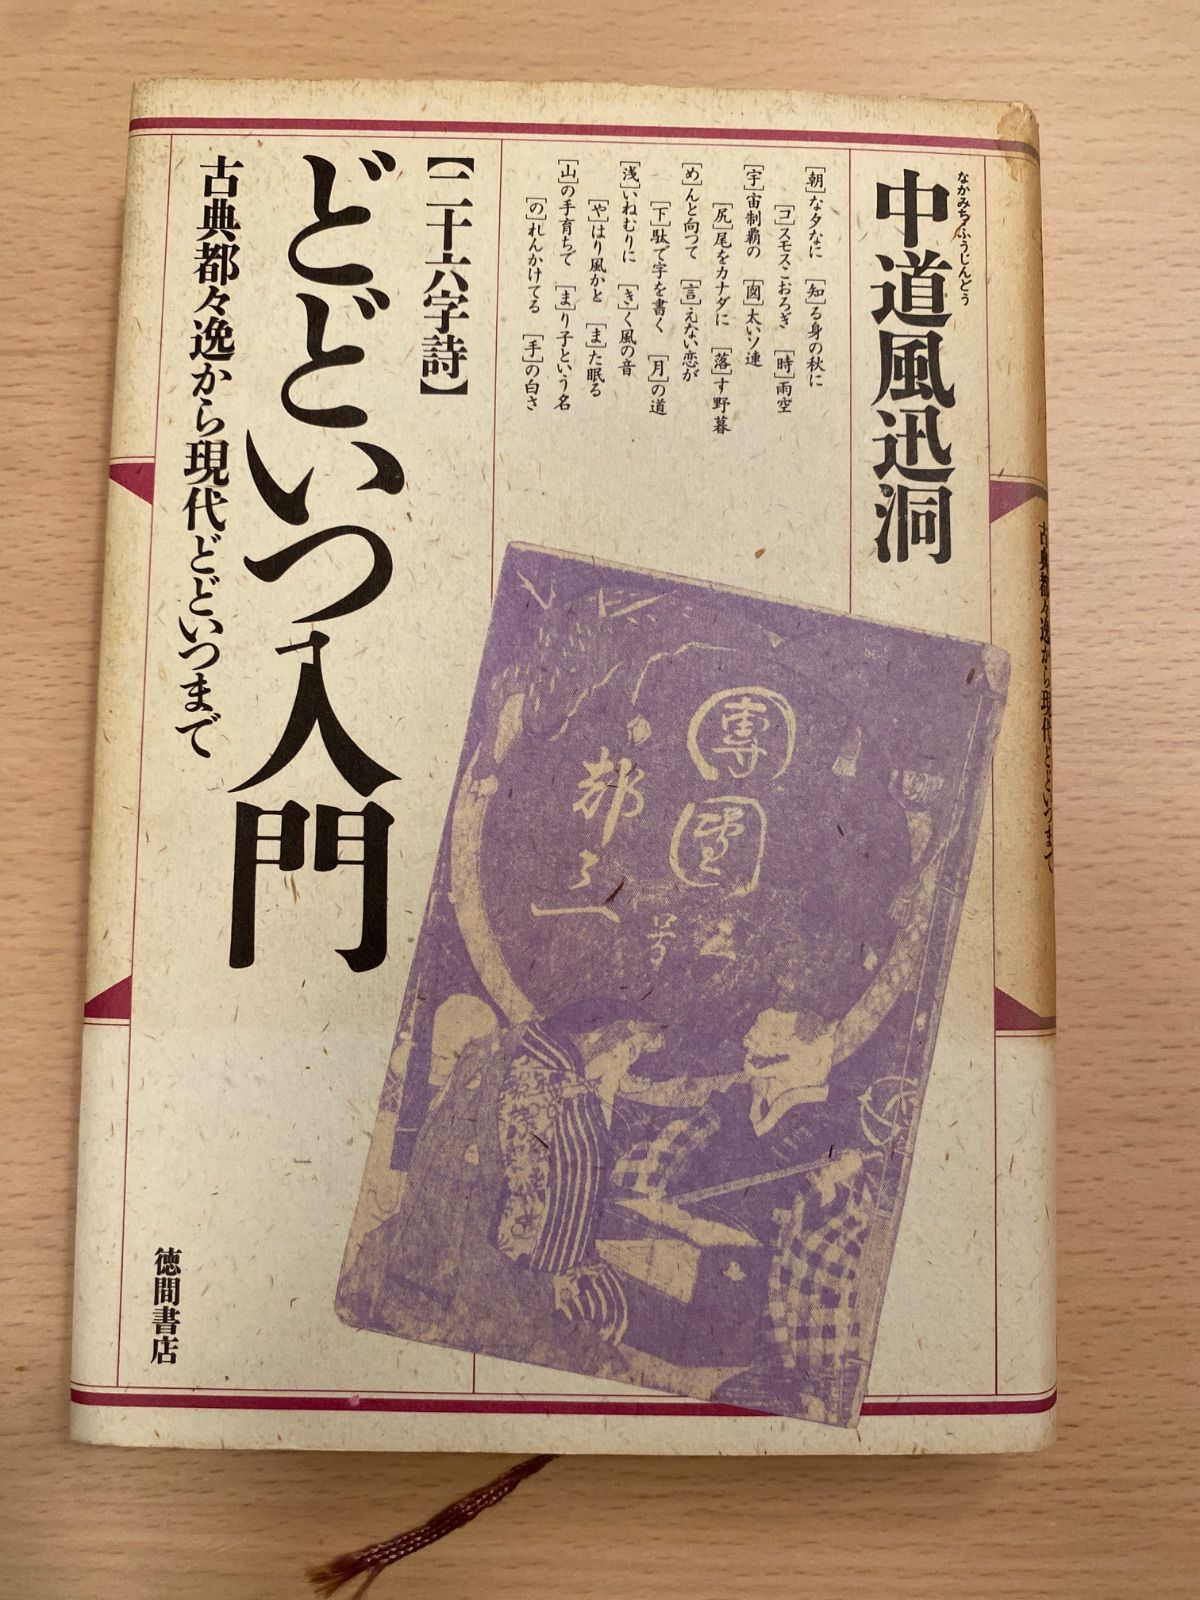 なかみちふうじんどう
中道風迅洞
[朝]な夕なに [知]る身の秋に
[コ]スモスこおろぎ [時]雨空
[宇]宙制覇の [図]太いソ連
[尻]尾をカナダに [落]す野暮
[め]んと向つて [言]えない恋が
[下]駄で字を書く [月]の道
[浅]いねむりに [き]く風の音
[や]はり風かと [ま]た眠る
[山]の手育ちで [ま]り子という名
[の]れんかけてる [手]の白さ
【二十六字詩】
どどいつ入門
古典都々逸から現代どどいつまで
徳間書店
都々一
号
古典都々逸から現代どどいつまで